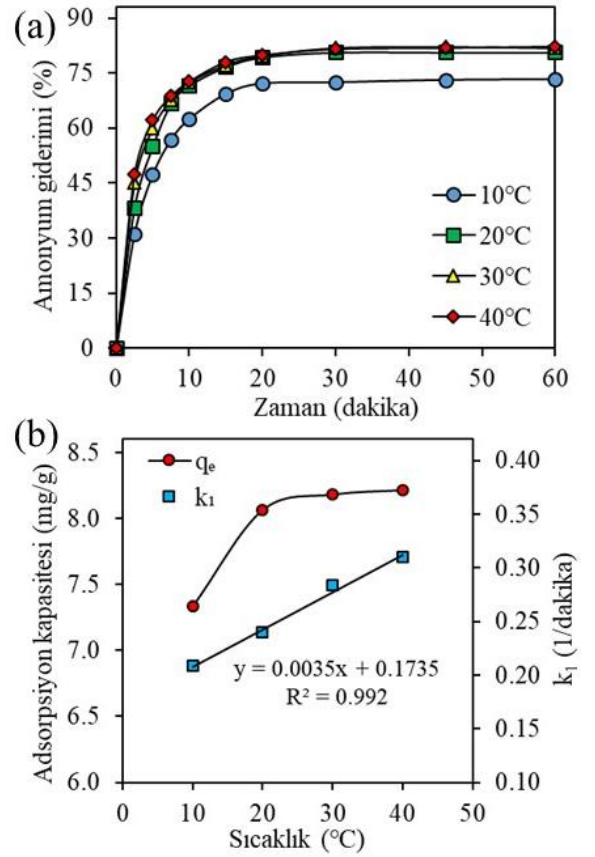 (a)
Amonyum giderimi (%)
90
75
60
45
30
15
0
10°C
20°C
30°C
40°C
0 10 20 30 40 50 60
Zaman (dakika)
(b)
Adsorpsiyon kapasitesi (mg/g)
8.5
8.0
7.5
7.0
6.5
6.0
qₑ
k₁
y = 0.0035x + 0.1735
R² = 0.992
0.40
0.35
0.30
0.25
0.20
0.15
0.10
k₁ (1/dakika)
0 10 20 30 40 50
Sıcaklık (°C)